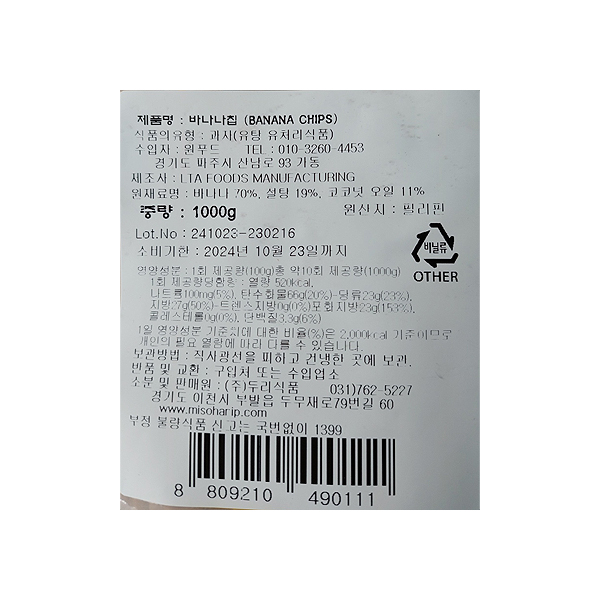 제품명 : 바나나칩 (BANANA CHIPS)
식품의유형 : 과자(유탕 유처리식품)
수입자 : 원푸드 TEL : 010-3260-4453
경기도 파주시 산남로 93 가동
제조사 : LTA FOODS MANUFACTURING
원재료명 : 바나나 70%, 설탕 19%, 코코넛 오일 11%
중량 : 1000g 원산지 : 필리핀
Lot.No : 241023-230216
소비기한 : 2024년 10월 23일까지
비닐류
OTHER
영양성분 : 1회 제공량(100g)총 약10회 제공량(1000g)
1회 제공량당함량 : 열량 520kcal,
나트륨100mg(5%), 탄수화물66g(20%)-당류23g(23%),
지방27g(50%)-트랜스지방0g(0%)포화지방23g(153%),
콜레스테롤0g(0%), 단백질3.3g(6%)
1일 영양성분 기준치에 대한 비율(%)은 2,000kcal 기준이므로
개인의 필요 열량에 따라 다를 수 있습니다.
보관방법 : 직사광선을 피하고 건냉한 곳에 보관.
반품 및 교환 : 구입처 또는 수입업소
소분 및 판매원 : (주)두리식품 031)762-5227
경기도 이천시 부발읍 두무재로79번길 60
www.misoharip.com
부정 불량식품 신고는 국번없이 1399
8 809210 490111